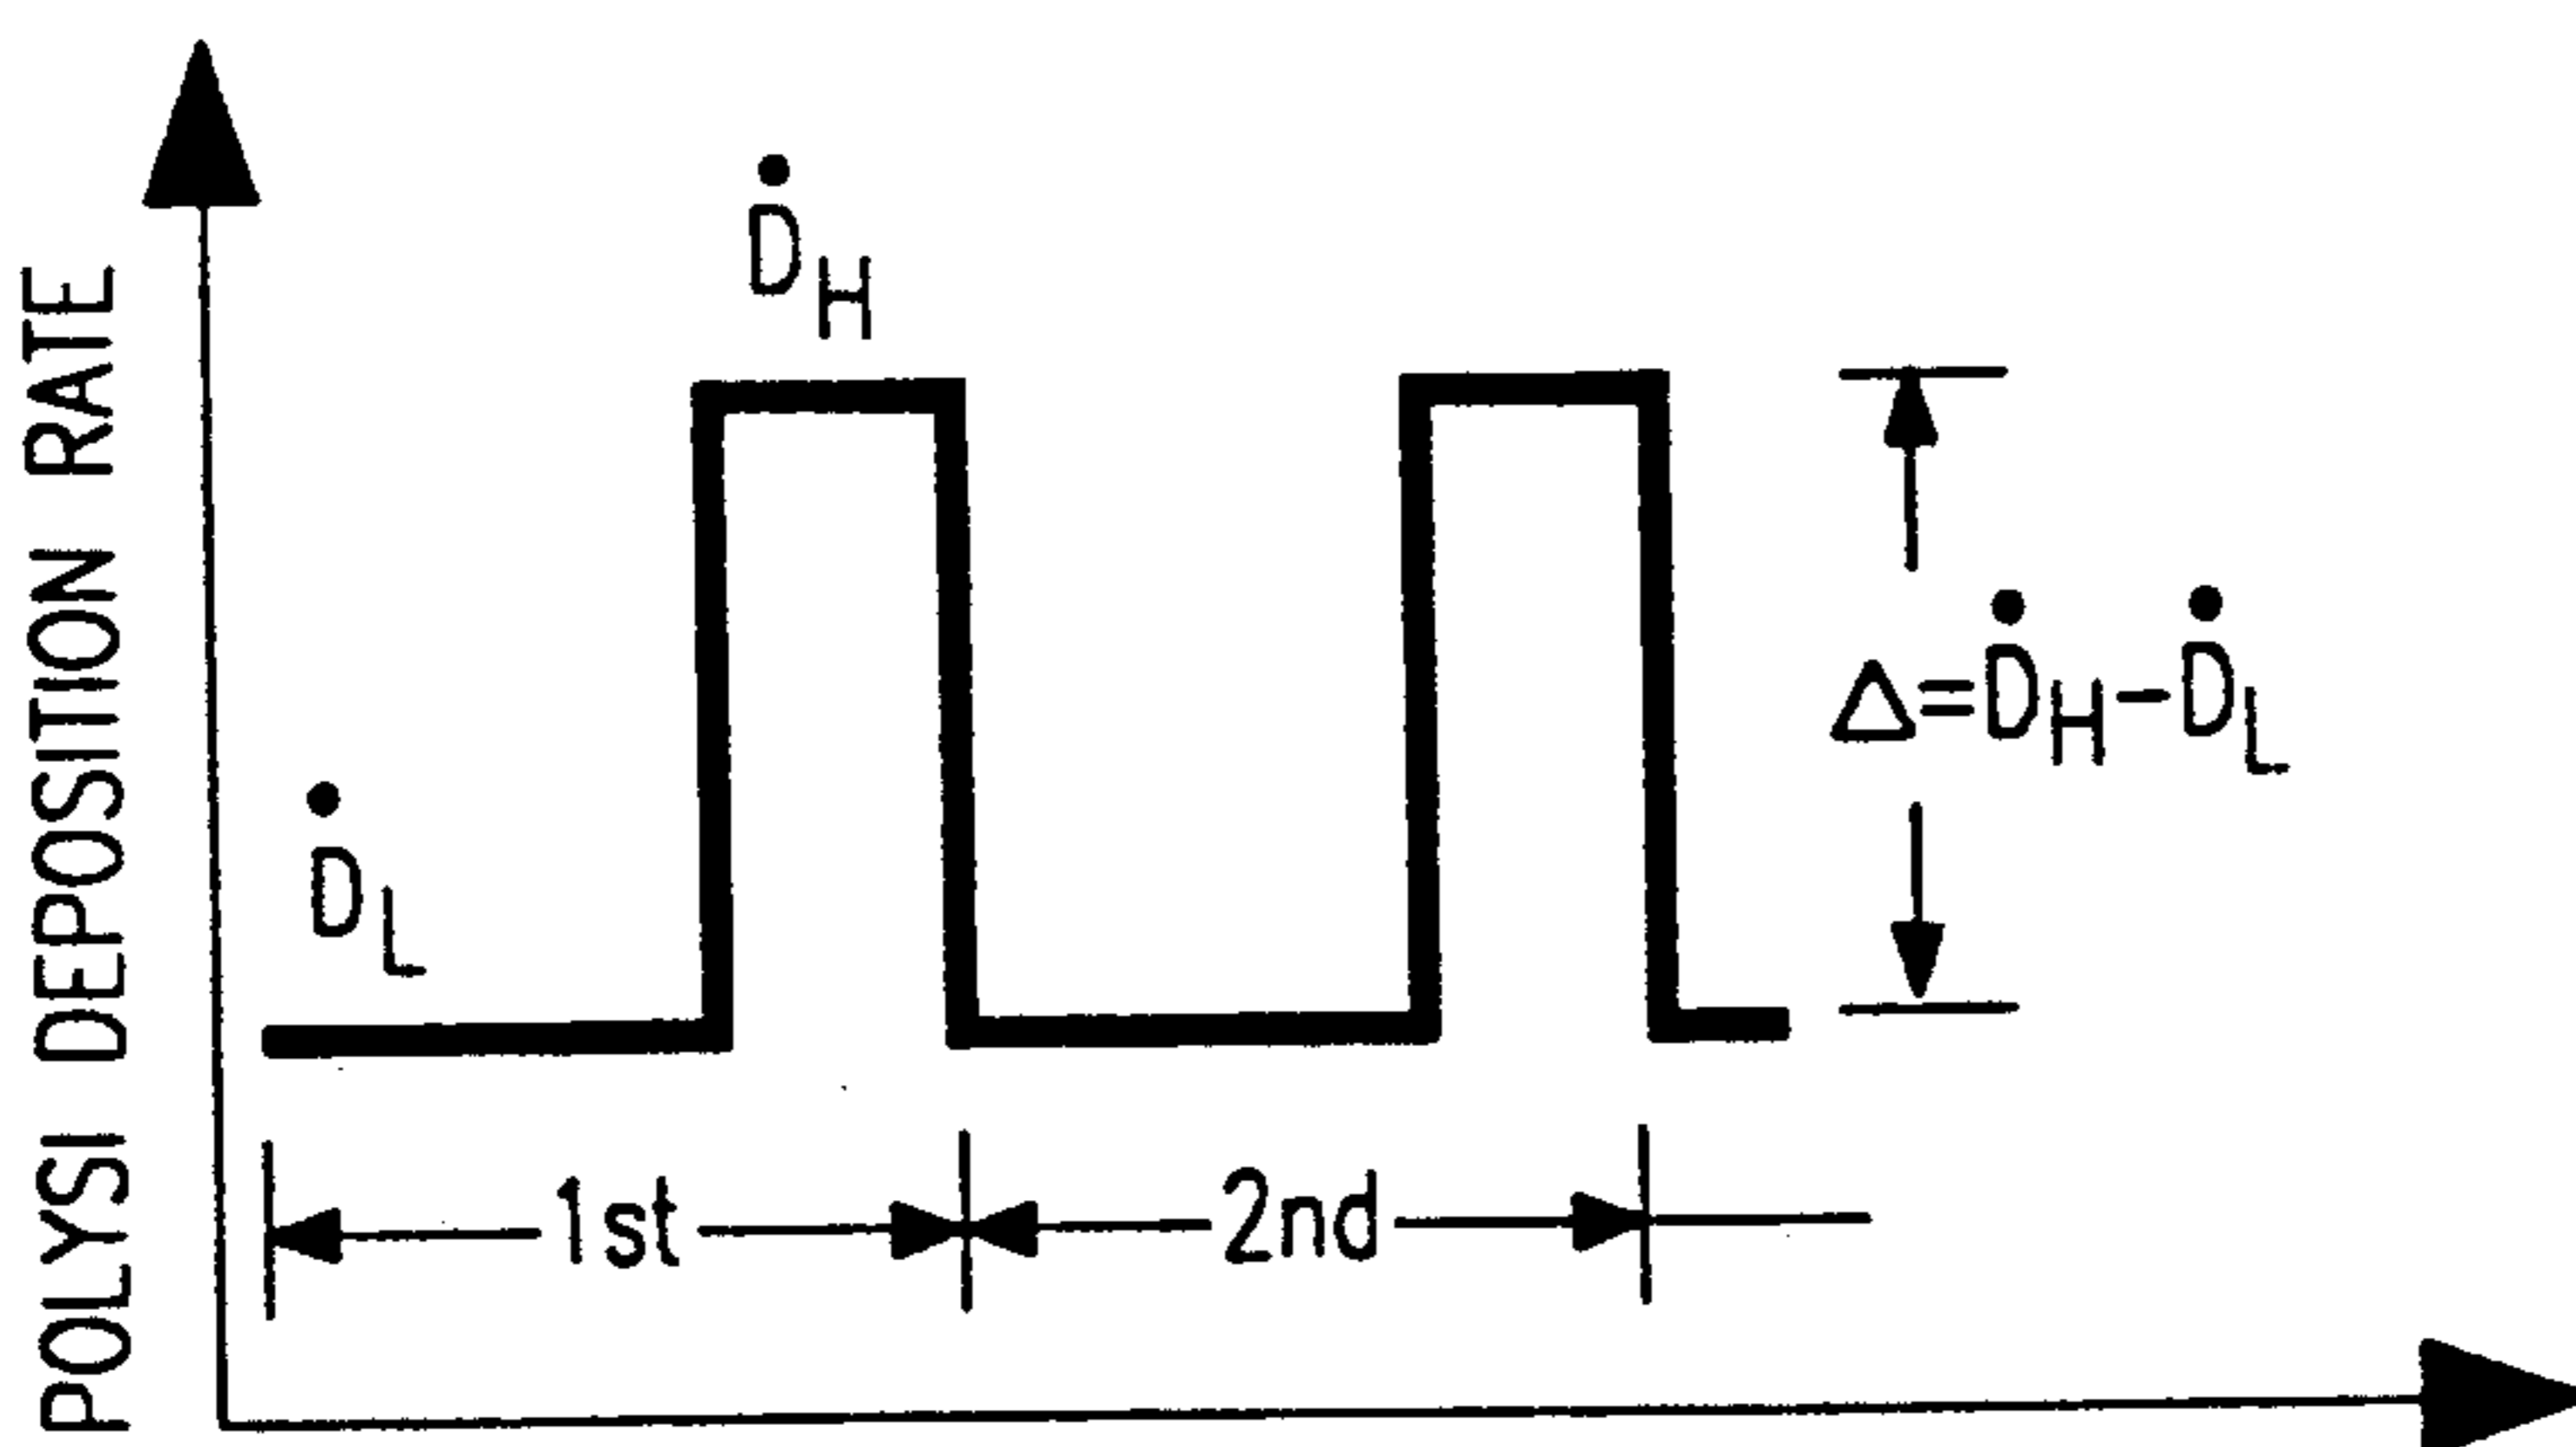 POLYSI DEPOSITION RATE
Ḋ_H
Ḋ_L
Δ=Ḋ_H-Ḋ_L
1st
2nd